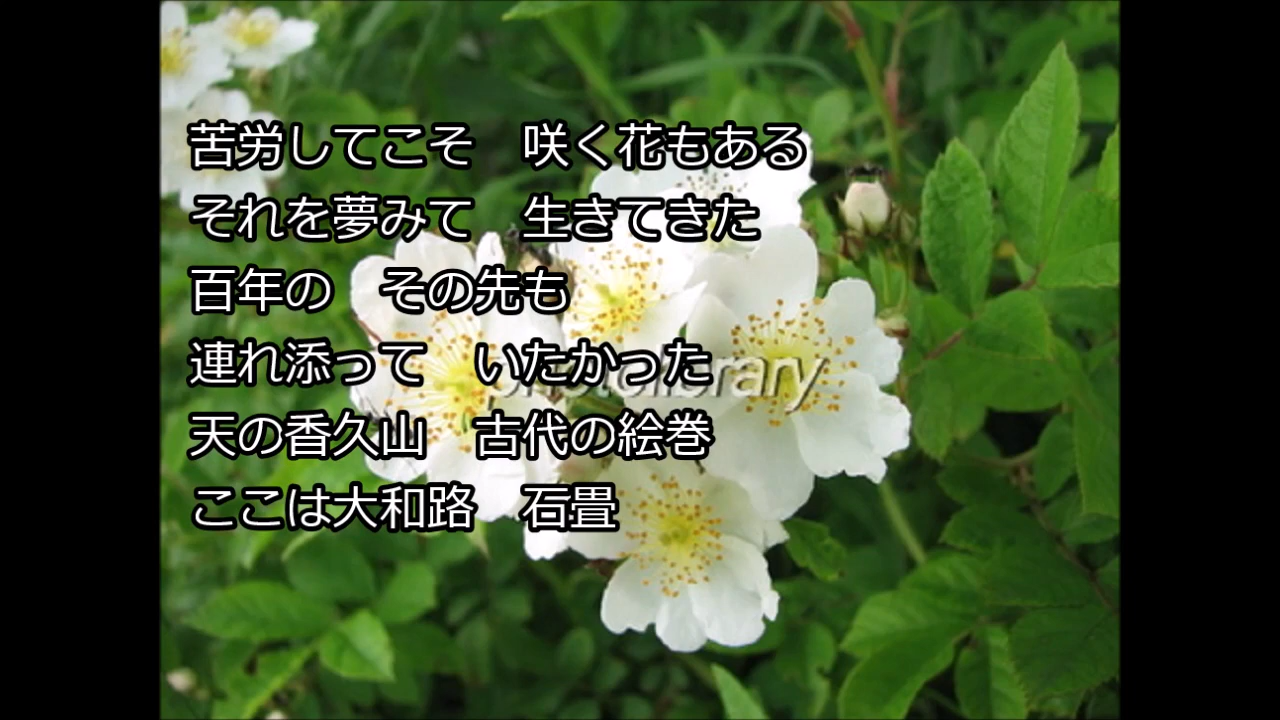 苦労してこそ　咲く花もある
それを夢みて　生きてきた
百年の　その先も
連れ添って　いたかった
天の香久山　古代の絵巻
ここは大和路　石畳
photolibrary